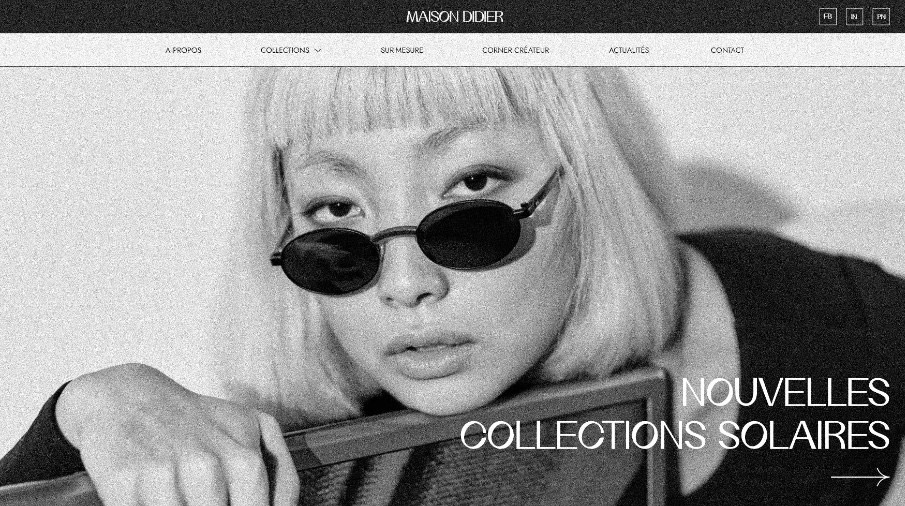 MAISON DIDIER
FB IN PN
A PROPOS COLLECTIONS SUR MESURE CORNER CRÉATEUR ACTUALITÉS CONTACT
NOUVELLES
COLLECTIONS SOLAIRES